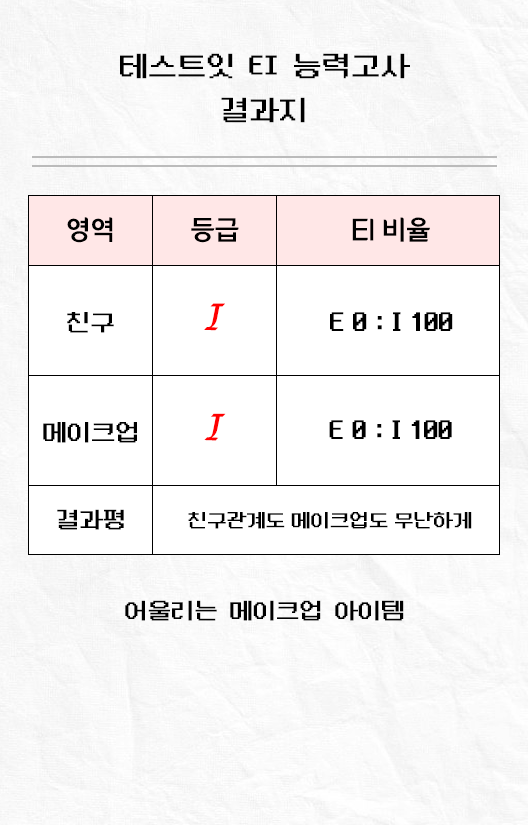 테스트잇 EI 능력고사
결과지
영역 등급 EI 비율
친구 I E 0 : I 100
메이크업 I E 0 : I 100
결과평 친구관계도 메이크업도 무난하게
어울리는 메이크업 아이템